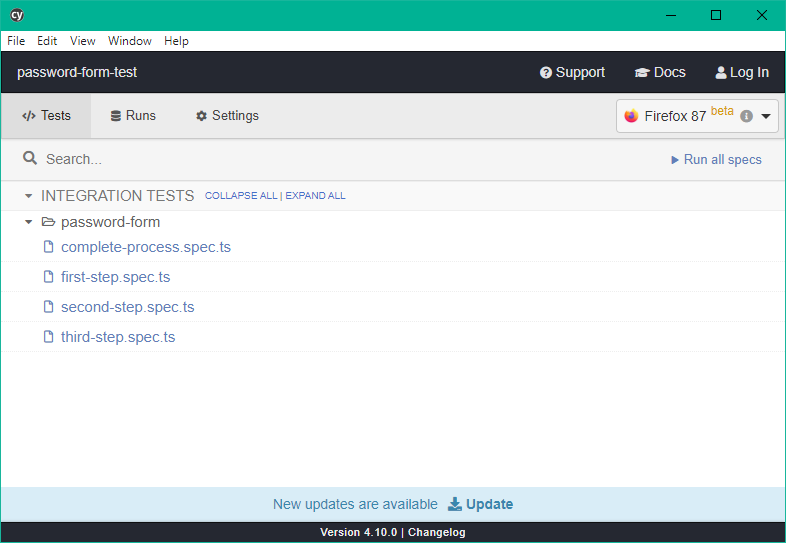 cy
File Edit View Window Help
password-form-test Support Docs Log In
Tests Runs Settings Firefox 87 beta
Search... Run all specs
INTEGRATION TESTS COLLAPSE ALL | EXPAND ALL
password-form
complete-process.spec.ts
first-step.spec.ts
second-step.spec.ts
third-step.spec.ts
New updates are available Update
Version 4.10.0 | Changelog